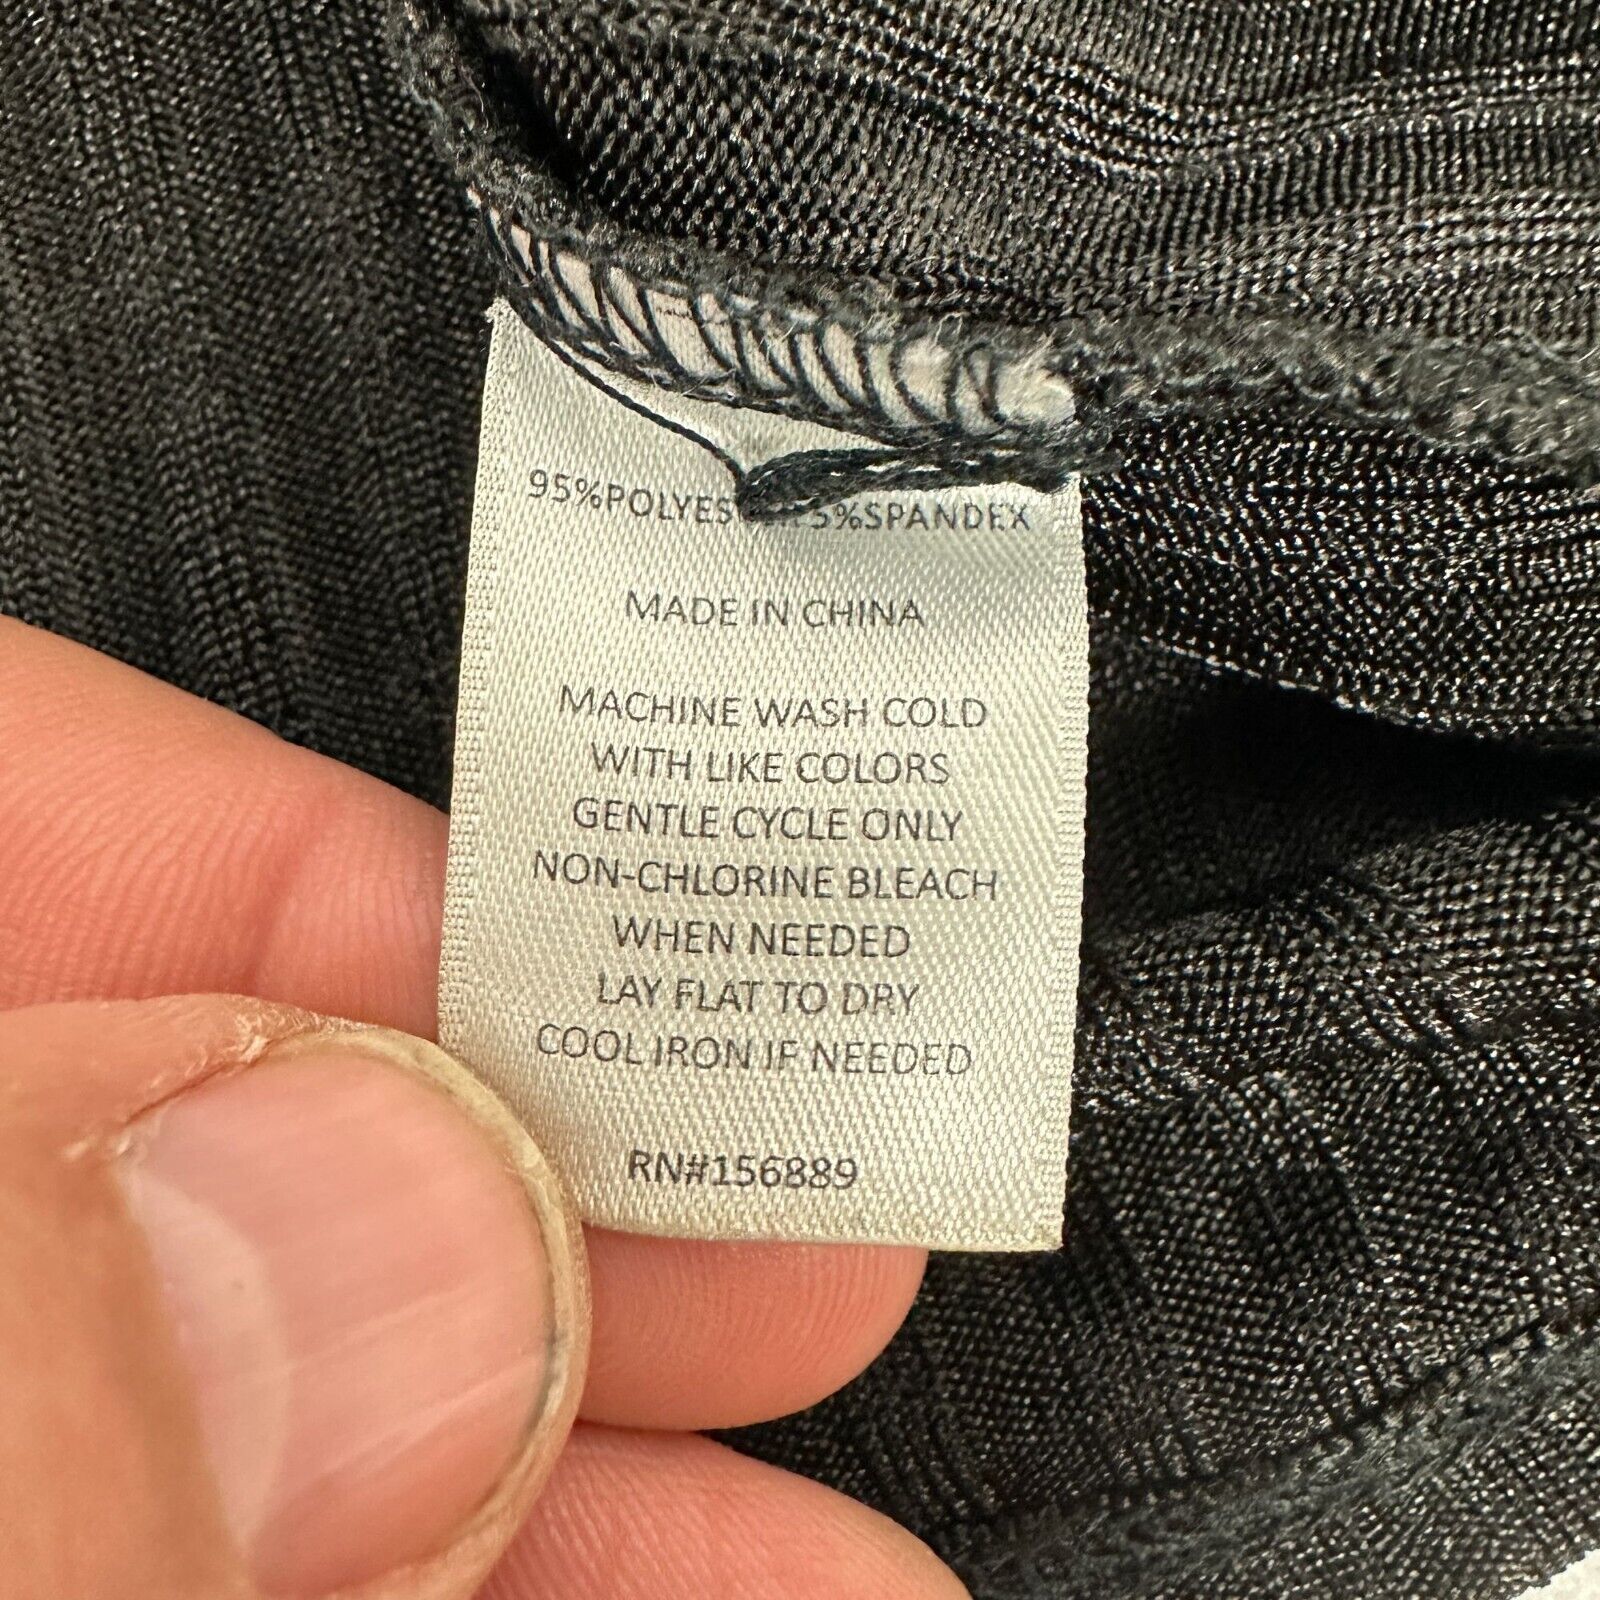 95%POLYESTER 5%SPANDEX
MADE IN CHINA
MACHINE WASH COLD
WITH LIKE COLORS
GENTLE CYCLE ONLY
NON-CHLORINE BLEACH
WHEN NEEDED
LAY FLAT TO DRY
COOL IRON IF NEEDED
RN#156889